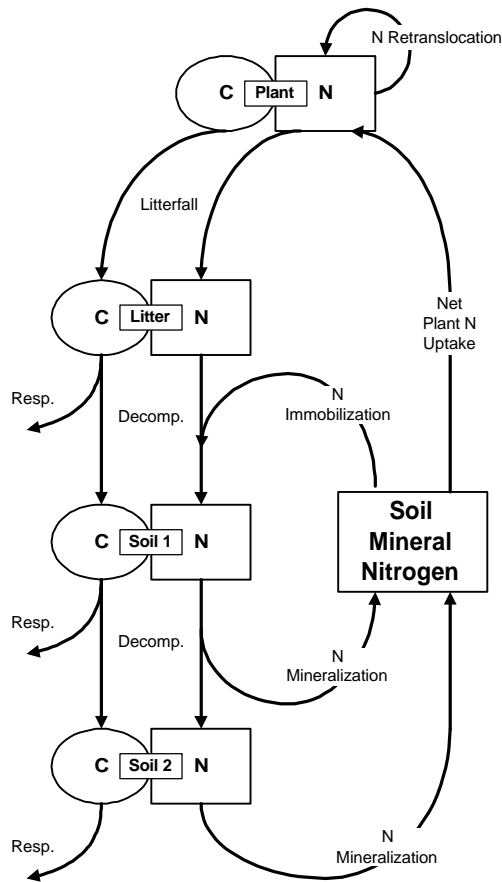 N Retranslocation
C Plant N
Litterfall
Net
Plant N
Uptake
C Litter N
Resp.
Decomp.
N
Immobilization
Soil
Mineral
Nitrogen
C Soil 1 N
Resp.
Decomp.
N
Mineralization
C Soil 2 N
Resp.
N
Mineralization